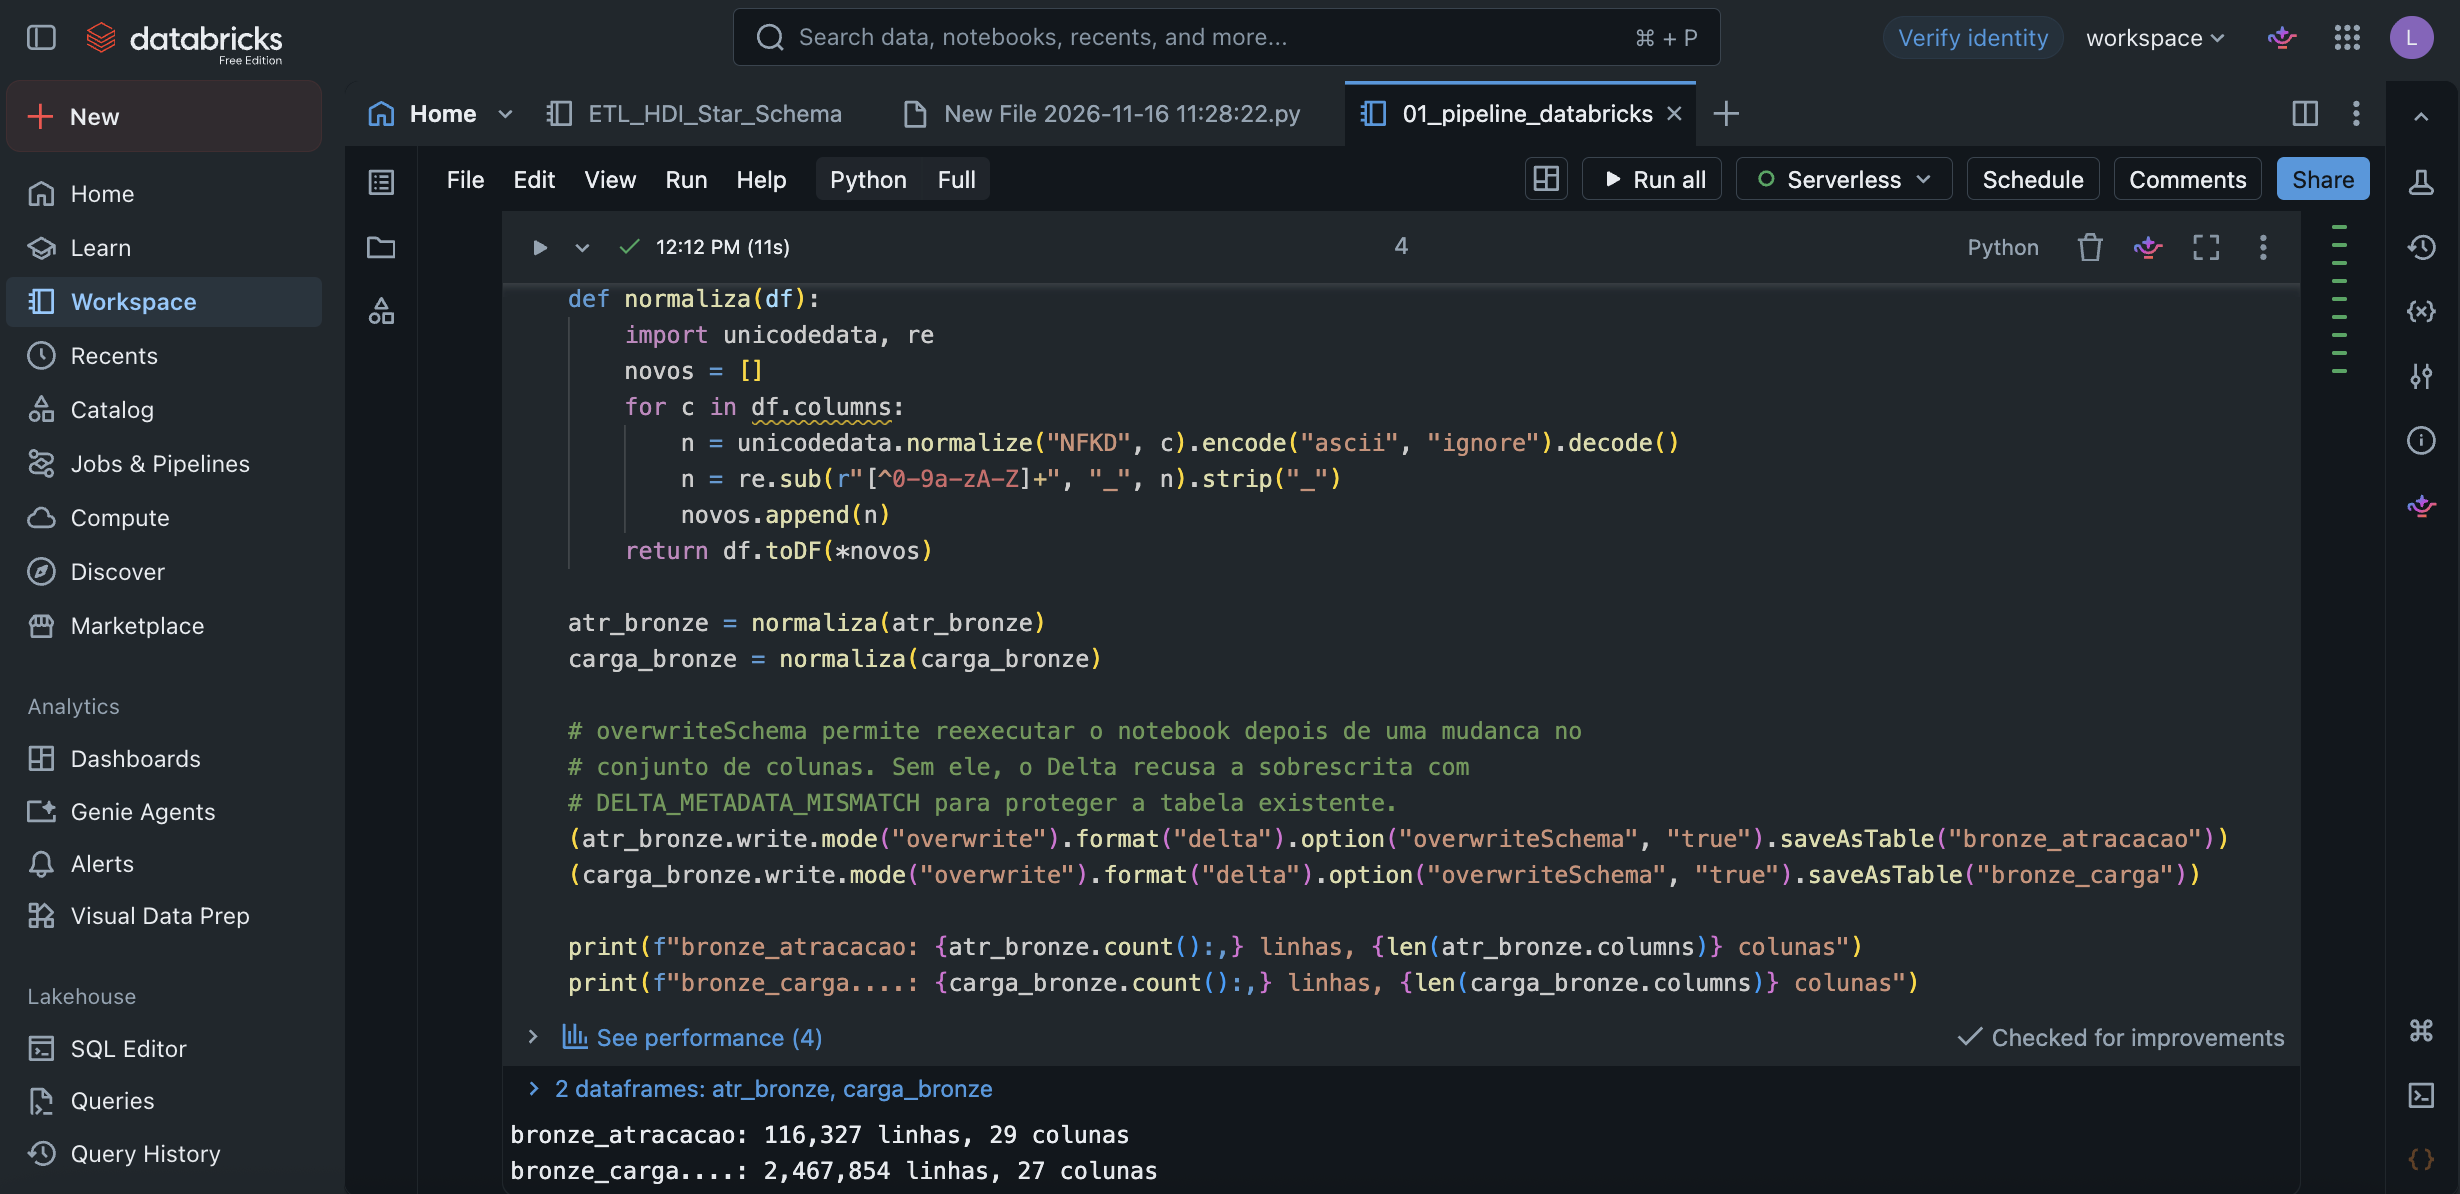 databricks
Free Edition
Search data, notebooks, recents, and more...
⌘ + P
Verify identity
workspace
L
New
Home
Learn
Workspace
Recents
Catalog
Jobs & Pipelines
Compute
Discover
Marketplace
Analytics
Dashboards
Genie Agents
Alerts
Visual Data Prep
Lakehouse
SQL Editor
Queries
Query History
Home
ETL_HDI_Star_Schema
New File 2026-11-16 11:28:22.py
01_pipeline_databricks
File Edit View Run Help Python Full
Run all
Serverless
Schedule
Comments
Share
12:12 PM (11s)
4
Python
def normaliza(df):
    import unicodedata, re
    novos = []
    for c in df.columns:
        n = unicodedata.normalize("NFKD", c).encode("ascii", "ignore").decode()
        n = re.sub(r"[^0-9a-zA-Z]+", "_", n).strip("_")
        novos.append(n)
    return df.toDF(*novos)
atr_bronze = normaliza(atr_bronze)
carga_bronze = normaliza(carga_bronze)
# overwriteSchema permite reexecutar o notebook depois de uma mudanca no
# conjunto de colunas. Sem ele, o Delta recusa a sobrescrita com
# DELTA_METADATA_MISMATCH para proteger a tabela existente.
(atr_bronze.write.mode("overwrite").format("delta").option("overwriteSchema", "true").saveAsTable("bronze_atracacao"))
(carga_bronze.write.mode("overwrite").format("delta").option("overwriteSchema", "true").saveAsTable("bronze_carga"))
print(f"bronze_atracacao: {atr_bronze.count():,} linhas, {len(atr_bronze.columns)} colunas")
print(f"bronze_carga....: {carga_bronze.count():,} linhas, {len(carga_bronze.columns)} colunas")
See performance (4)
Checked for improvements
2 dataframes: atr_bronze, carga_bronze
bronze_atracacao: 116,327 linhas, 29 colunas
bronze_carga....: 2,467,854 linhas, 27 colunas